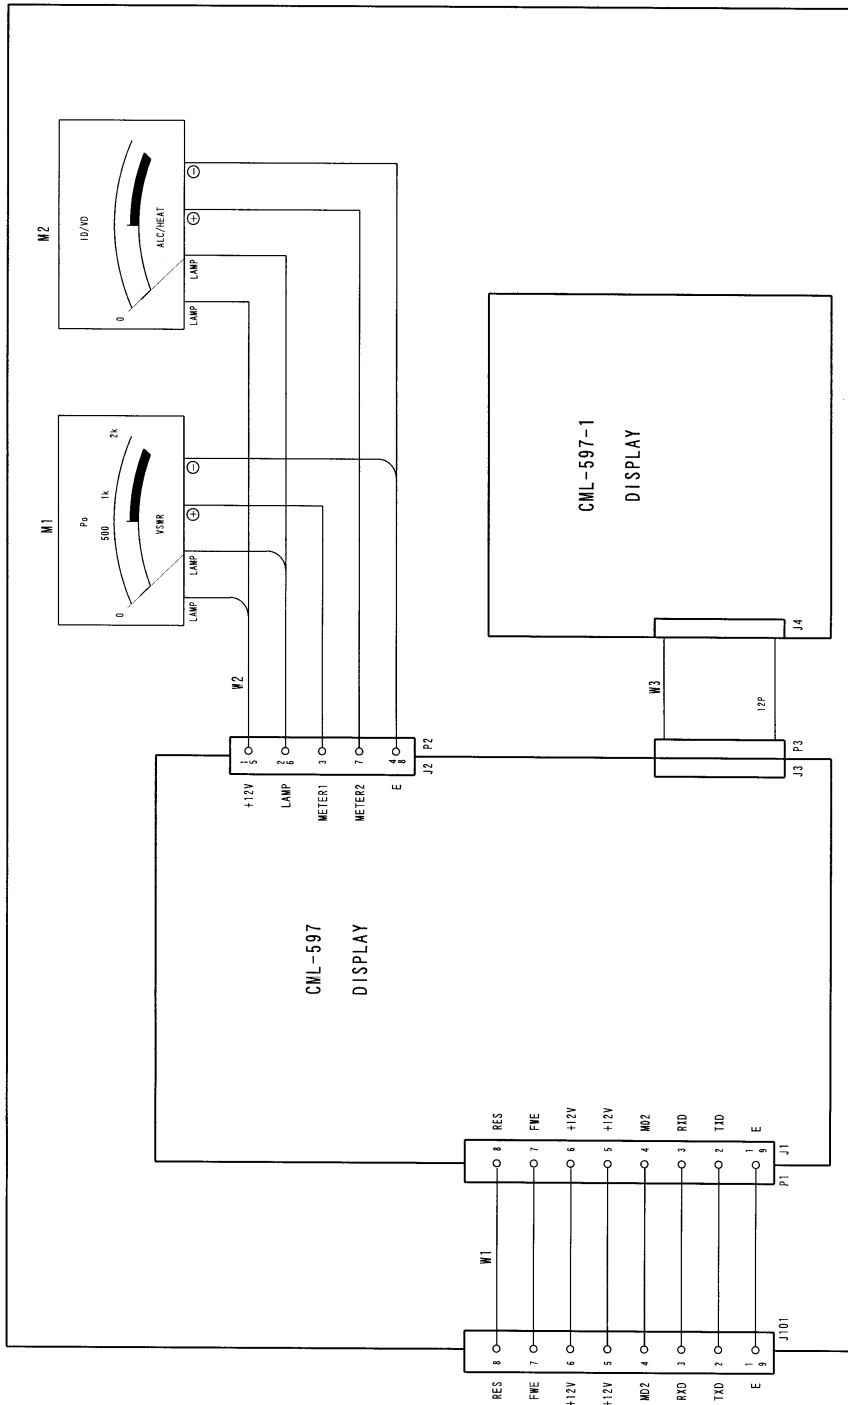 M2
ID/VD
0
ALC/HEAT
LAMP
LAMP
+
-
M1
Po
0
500
1k
2k
VSWR
LAMP
LAMP
+
-
W2
1
5
2
6
3
7
4
8
J2
P2
+12V
LAMP
METER1
METER2
E
CML-597
DISPLAY
CML-597-1
DISPLAY
J4
W3
12P
P3
J3
RES
FWE
+12V
+12V
MD2
RXD
TXD
E
8
7
6
5
4
3
2
1
9
J1
P1
W1
8
7
6
5
4
3
2
1
9
J101
RES
FWE
+12V
+12V
MD2
RXD
TXD
E